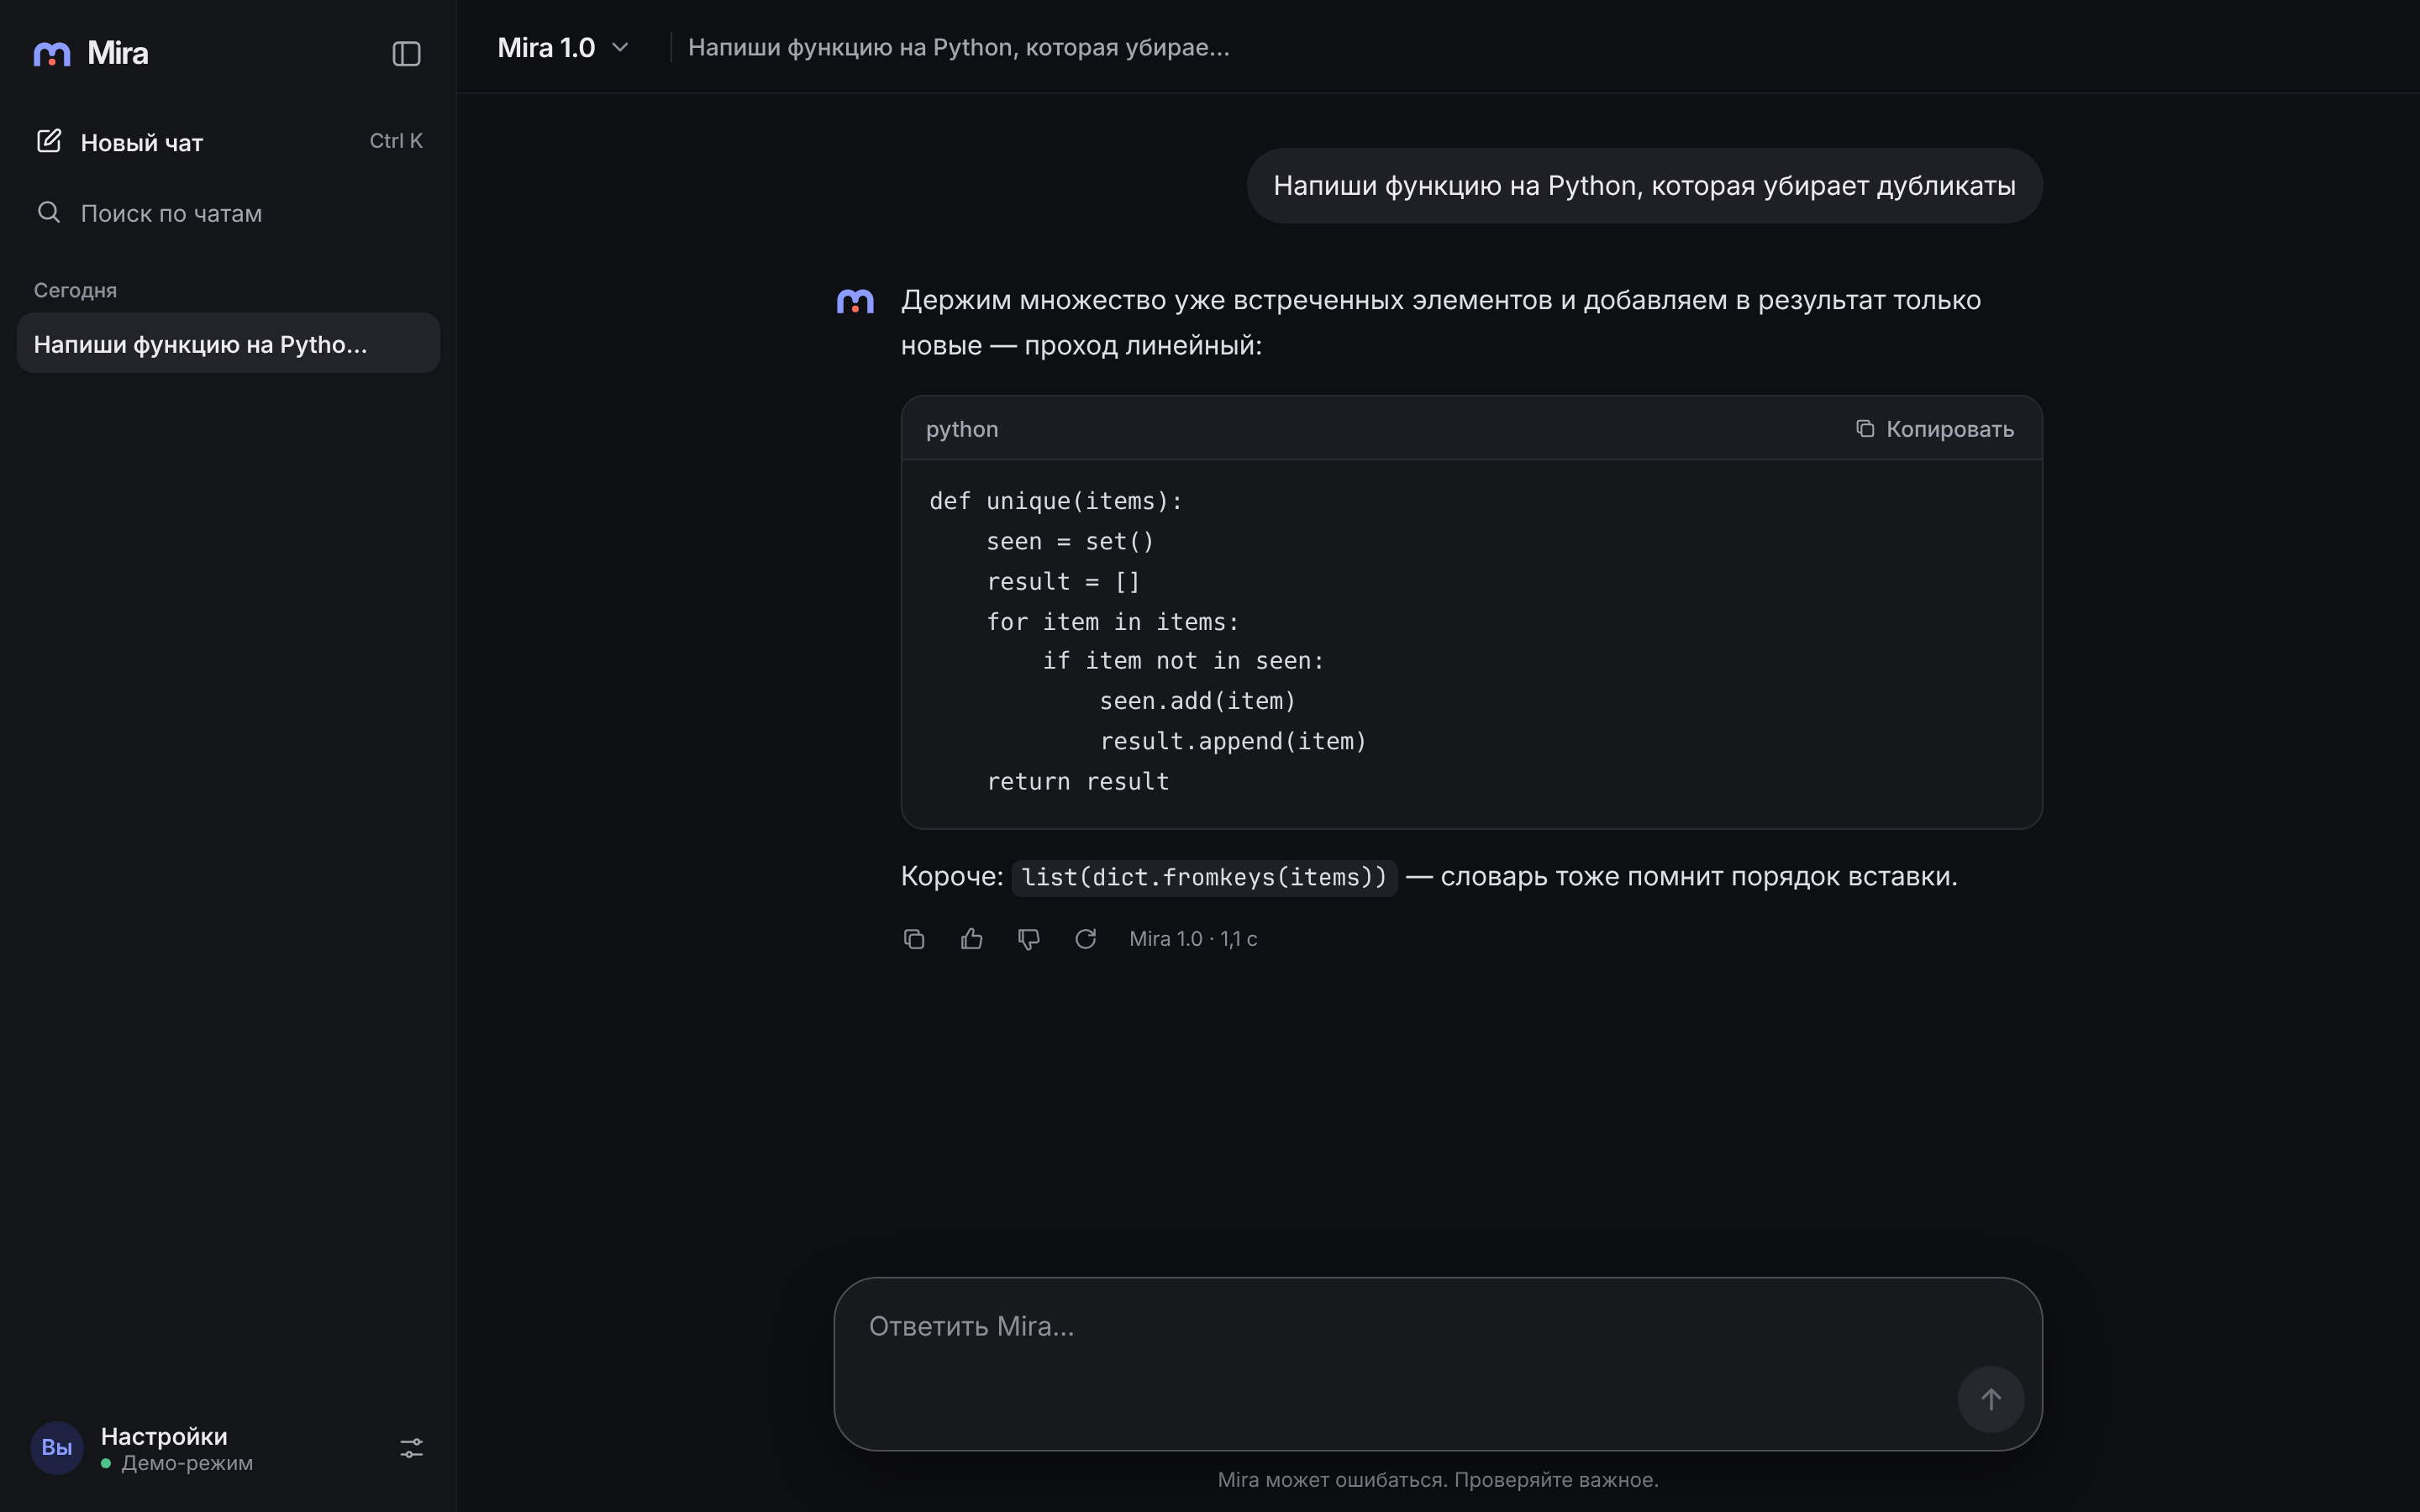 Mira
Новый чат
Ctrl K
Поиск по чатам
Сегодня
Напиши функцию на Pytho...
Вы
Настройки
Демо-режим
Mira 1.0
Напиши функцию на Python, которая убирае...
Напиши функцию на Python, которая убирает дубликаты
Держим множество уже встреченных элементов и добавляем в результат только
новые — проход линейный:
python
Копировать
def unique(items):
    seen = set()
    result = []
    for item in items:
        if item not in seen:
            seen.add(item)
            result.append(item)
    return result
Короче: list(dict.fromkeys(items)) — словарь тоже помнит порядок вставки.
Mira 1.0 · 1,1 с
Ответить Mira...
Mira может ошибаться. Проверяйте важное.